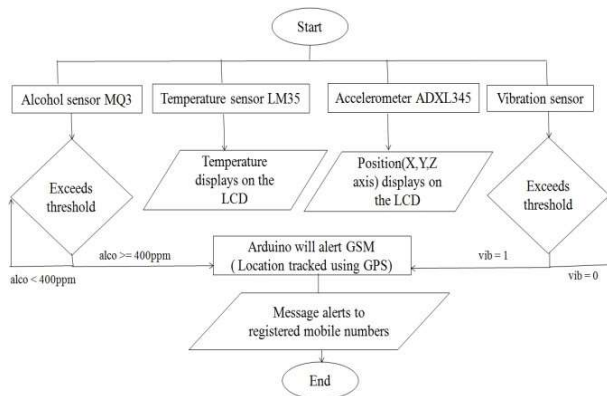 Start
Alcohol sensor MQ3
Temperature sensor LM35
Accelerometer ADXL345
Vibration sensor
Exceeds
threshold
Temperature
displays on the
LCD
Position(X,Y,Z
axis) displays on
the LCD
Exceeds
threshold
alco < 400ppm
alco >= 400ppm
Arduino will alert GSM
( Location tracked using GPS)
vib = 1
vib = 0
Message alerts to
registered mobile numbers
End